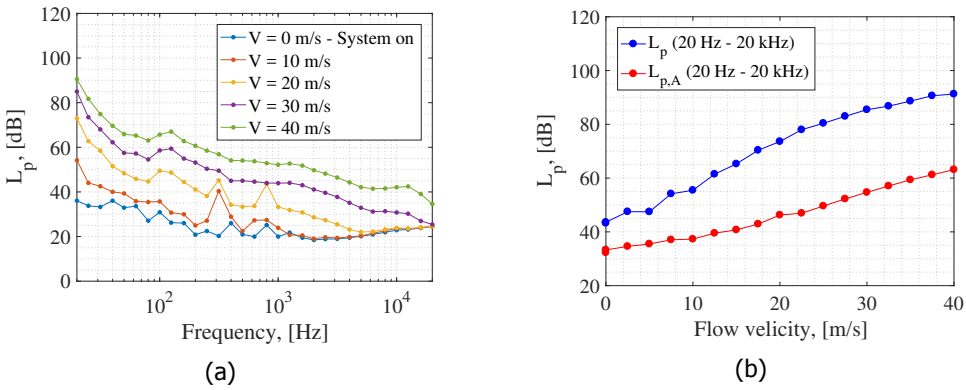 120
100
80
60
40
20
0
L_p, [dB]
10^2
10^3
10^4
Frequency, [Hz]
V = 0 m/s - System on
V = 10 m/s
V = 20 m/s
V = 30 m/s
V = 40 m/s
(a)
120
100
80
60
40
20
L_p, [dB]
0
10
20
30
40
Flow velicity, [m/s]
L_p (20 Hz - 20 kHz)
L_p,A (20 Hz - 20 kHz)
(b)